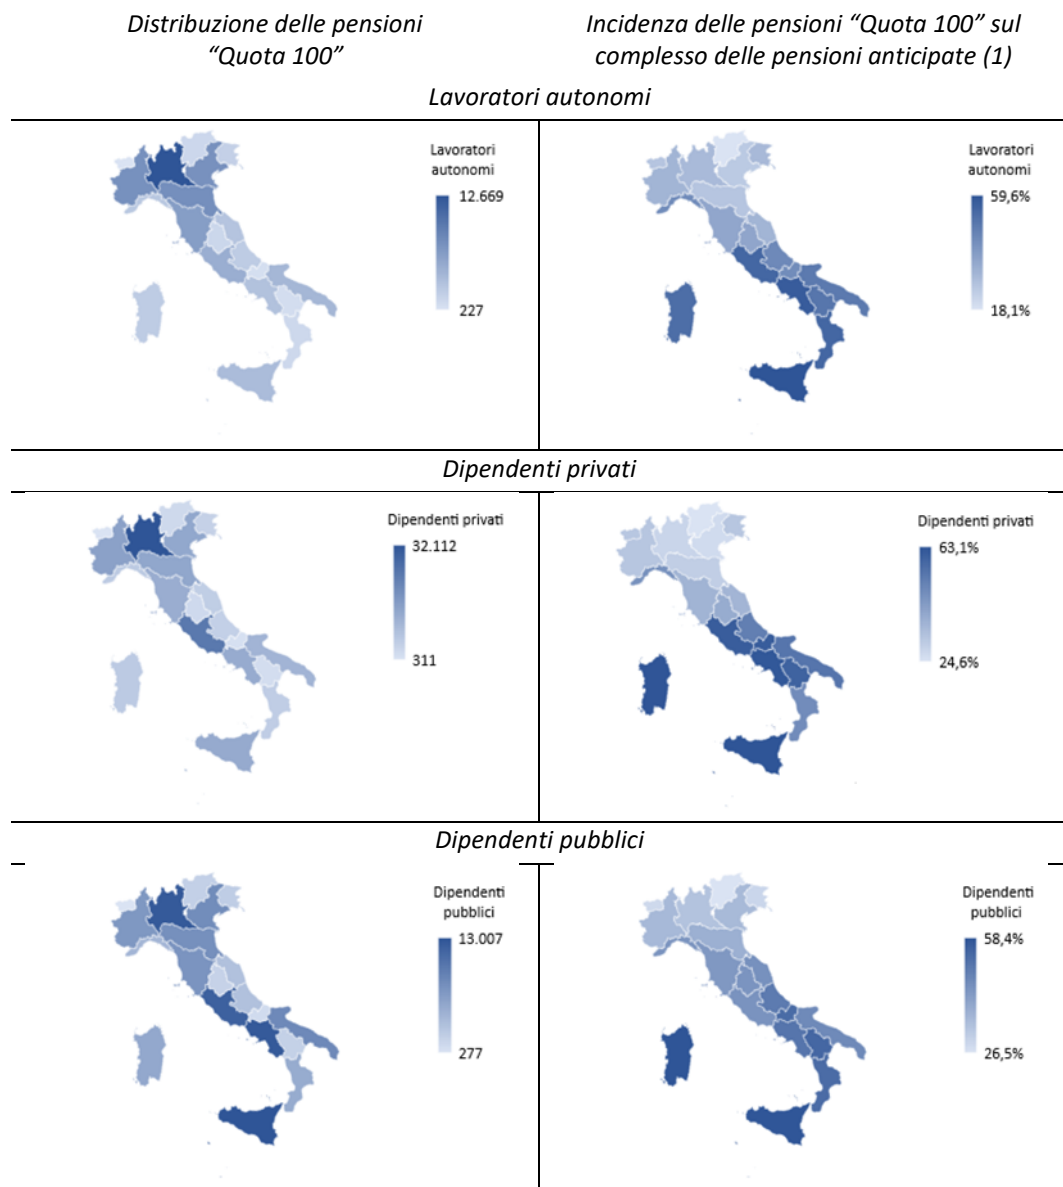 Distribuzione delle pensioni
“Quota 100”
Incidenza delle pensioni “Quota 100” sul
complesso delle pensioni anticipate (1)
Lavoratori autonomi
Lavoratori
autonomi
12.669
227
Lavoratori
autonomi
59,6%
18,1%
Dipendenti privati
Dipendenti privati
32.112
311
Dipendenti privati
63,1%
24,6%
Dipendenti pubblici
Dipendenti
pubblici
13.007
277
Dipendenti
pubblici
58,4%
26,5%